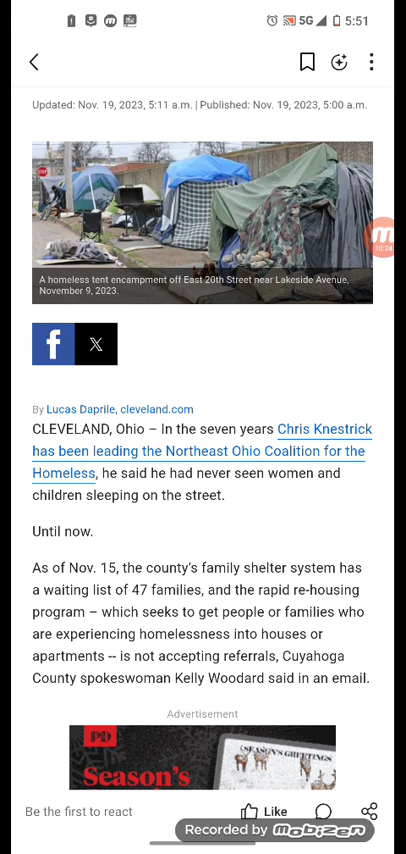 5G 5:51
Updated: Nov. 19, 2023, 5:11 a.m. | Published: Nov. 19, 2023, 5:00 a.m.
STOP
m
10:24
A homeless tent encampment off East 20th Street near Lakeside Avenue,
November 9, 2023.
f X
By Lucas Daprile, cleveland.com
CLEVELAND, Ohio – In the seven years Chris Knestrick
has been leading the Northeast Ohio Coalition for the
Homeless, he said he had never seen women and
children sleeping on the street.
Until now.
As of Nov. 15, the county’s family shelter system has
a waiting list of 47 families, and the rapid re-housing
program – which seeks to get people or families who
are experiencing homelessness into houses or
apartments -- is not accepting referrals, Cuyahoga
County spokeswoman Kelly Woodard said in an email.
Advertisement
PD
Season's
SEASON'S GREETINGS
Be the first to react
Like
Recorded by mobizen